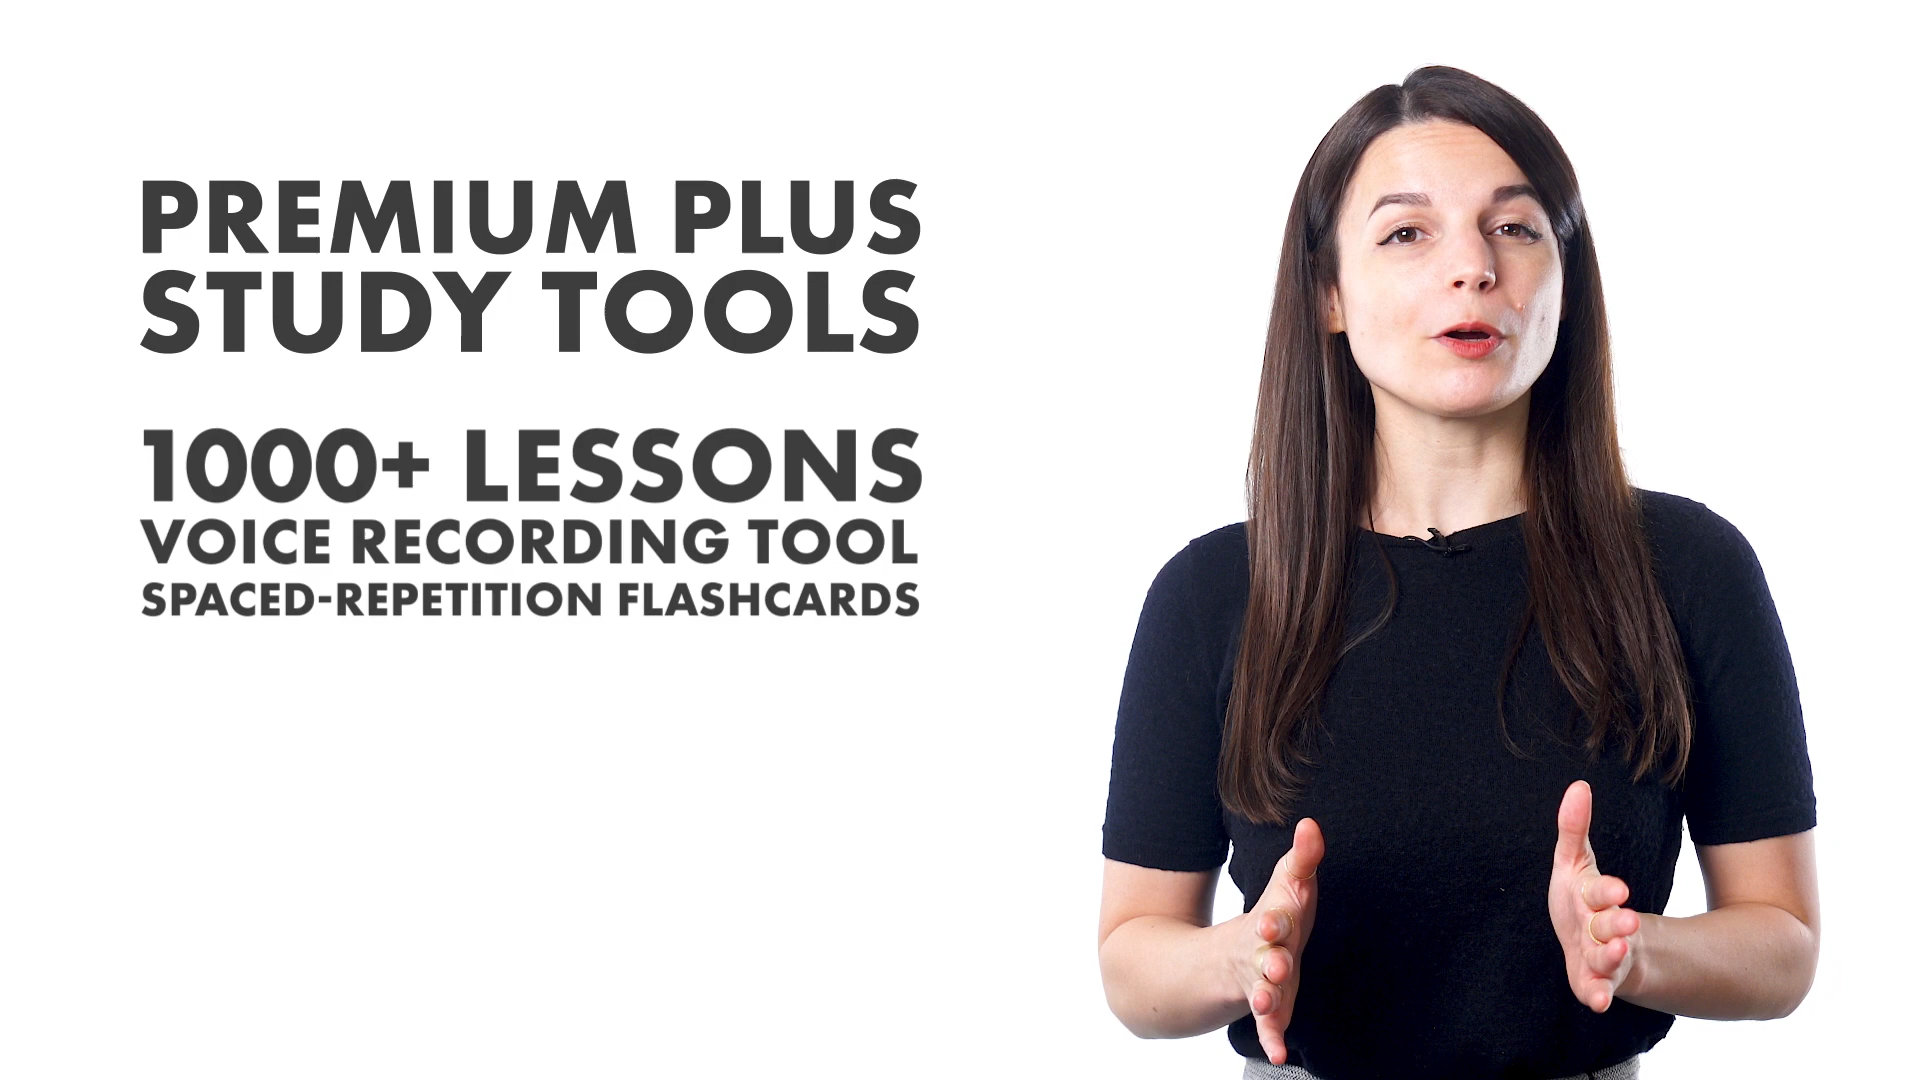 PREMIUM PLUS
STUDY TOOLS
1000+ LESSONS
VOICE RECORDING TOOL
SPACED-REPETITION FLASHCARDS